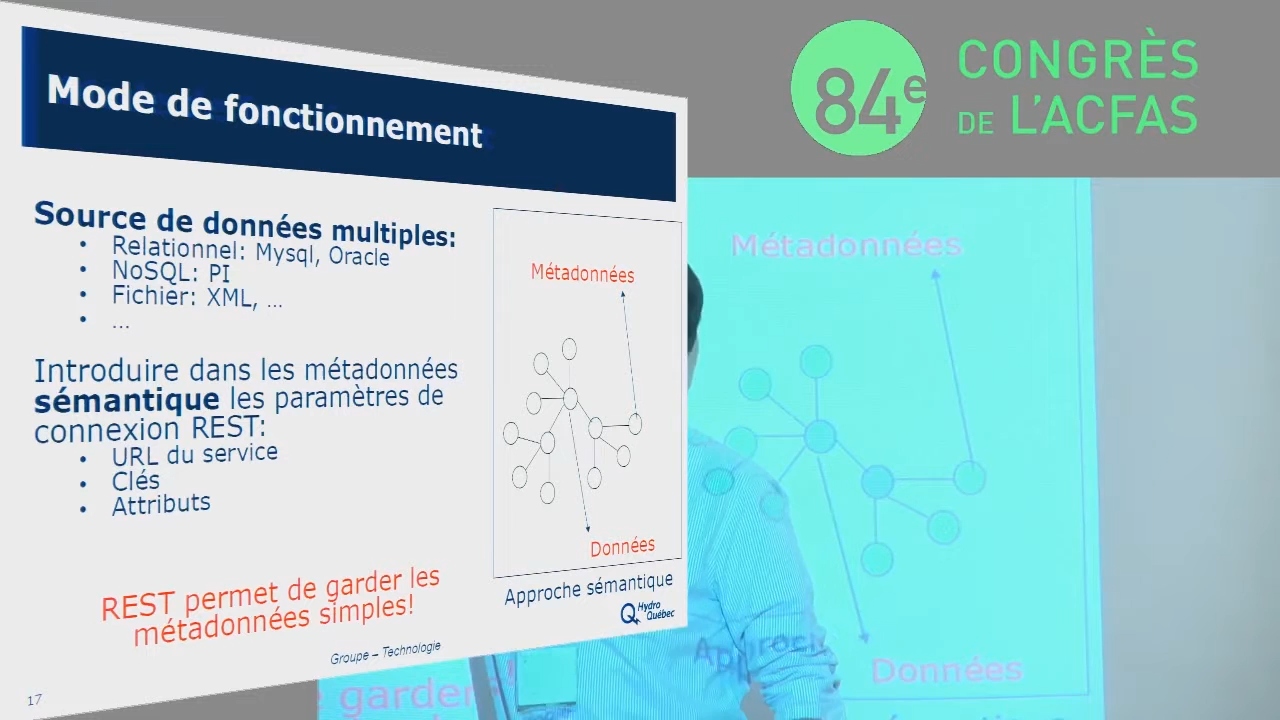 Mode de fonctionnement
Source de données multiples:
• Relationnel: Mysql, Oracle
• NoSQL: PI
• Fichier: XML, ...
• ...
Introduire dans les métadonnées
sémantique les paramètres de
connexion REST:
• URL du service
• Clés
• Attributs
REST permet de garder les
métadonnées simples!
Métadonnées
Données
Approche sémantique
Hydro
Québec
Groupe – Technologie
17
84e
CONGRÈS
DE L'ACFAS
Métadonnées
Données
garder